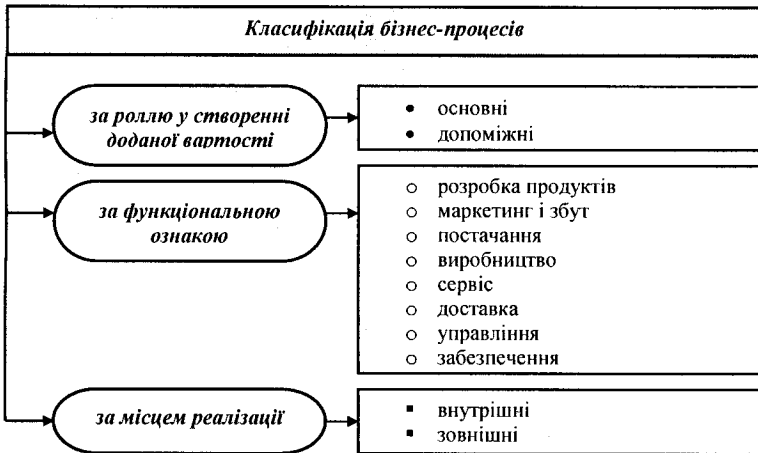 Класифікація бізнес-процесів
за роллю у створенні
доданої вартості
• основні
• допоміжні
за функціональною
ознакою
о розробка продуктів
о маркетинг і збут
о постачання
о виробництво
о сервіс
о доставка
о управління
о забезпечення
за місцем реалізації
▪ внутрішні
▪ зовнішні